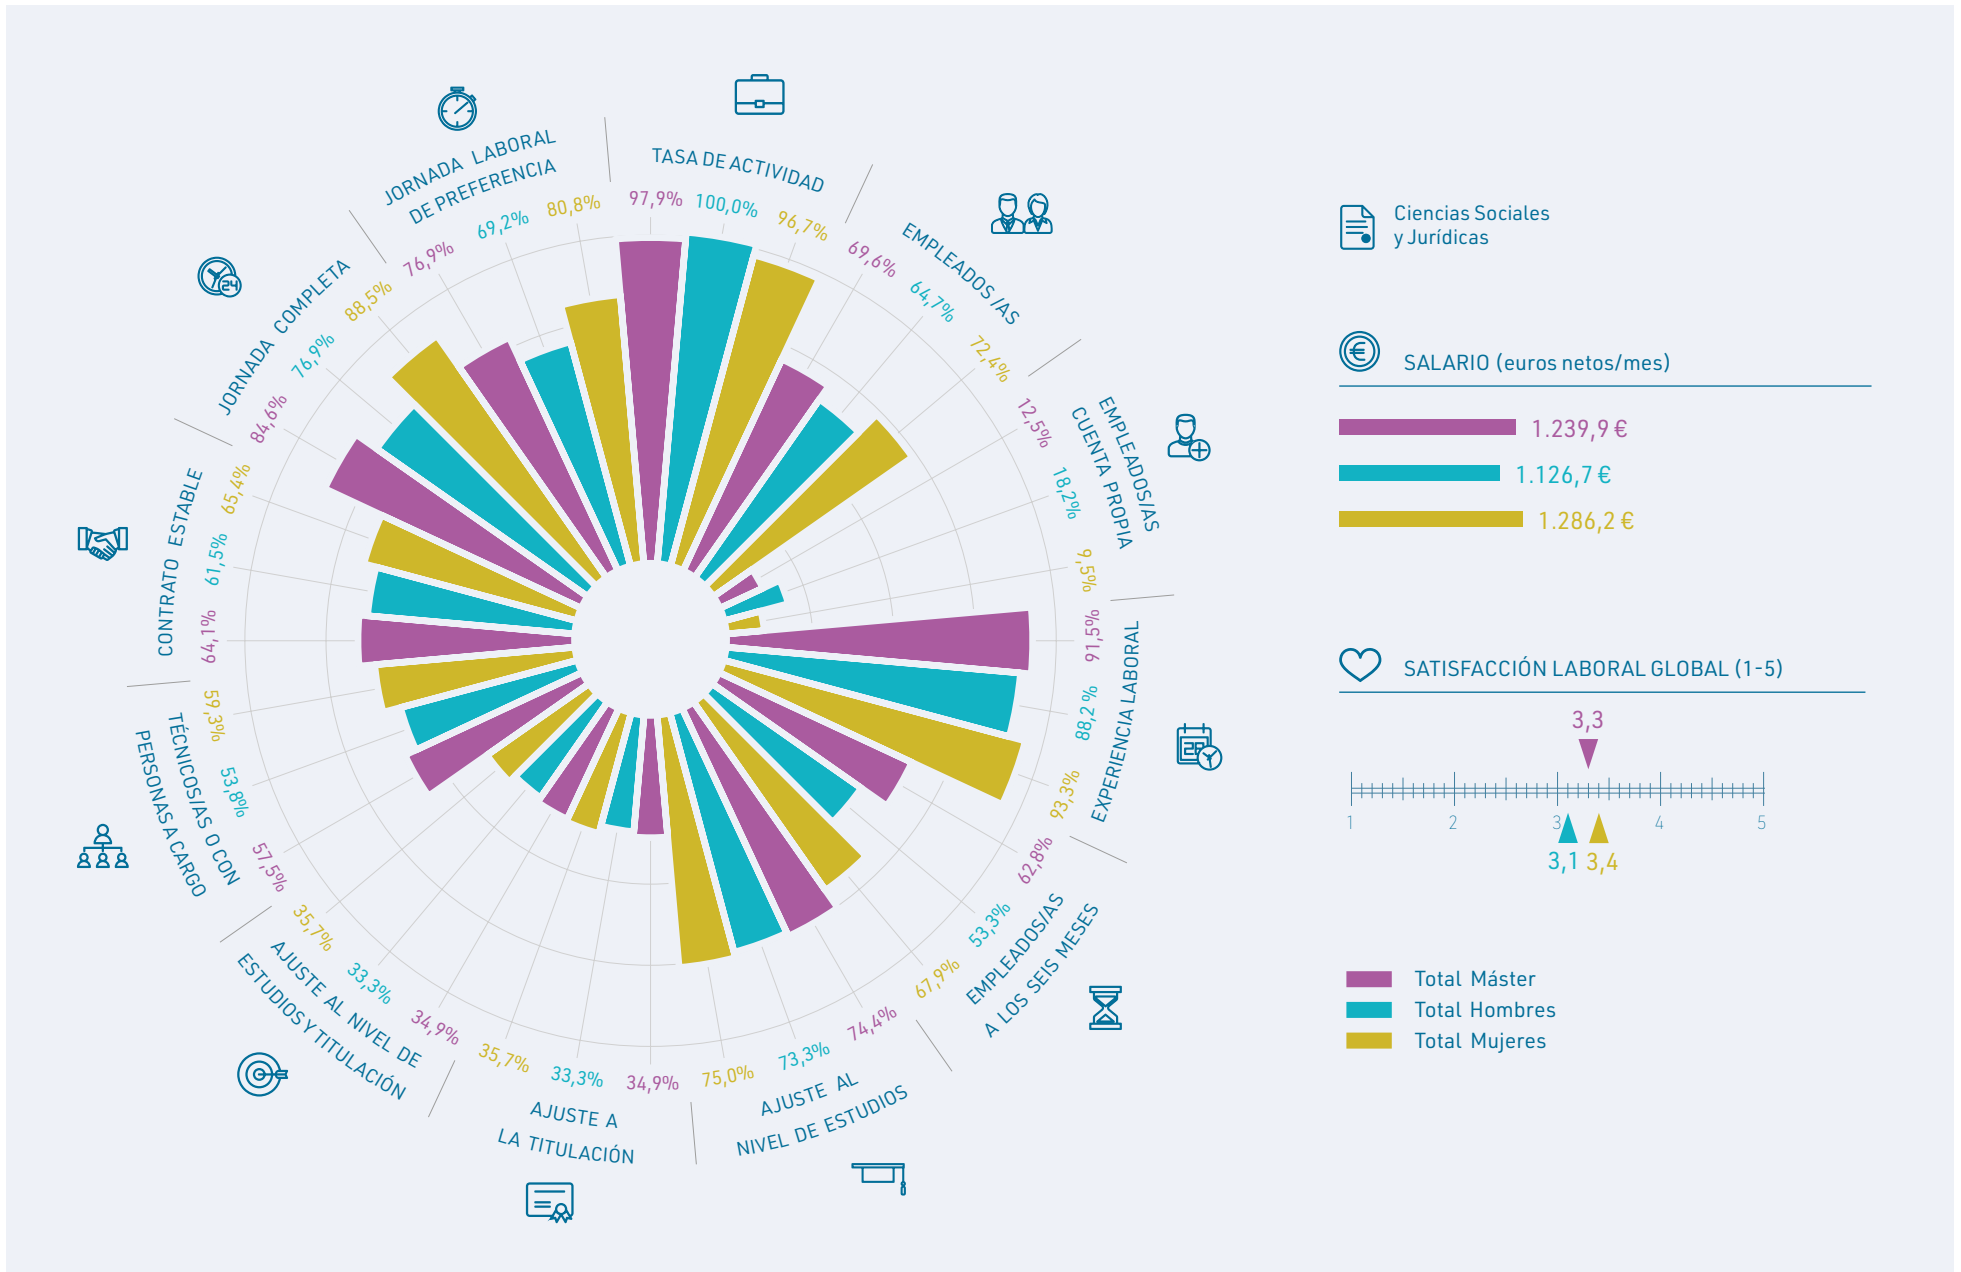 TASA DE ACTIVIDAD
97,9%
100,0%
96,7%
EMPLEADOS /AS
69,6%
64,7%
72,4%
EMPLEADOS/AS
CUENTA PROPIA
12,5%
18,2%
9,5%
EXPERIENCIA LABORAL
91,5%
88,2 %
93,3%
EMPLEADOS/AS
A LOS SEIS MESES
62,8%
53,3%
67,9%
AJUSTE AL
NIVEL DE ESTUDIOS
74,4%
73,3%
75,0%
AJUSTE A
LA TITULACIÓN
34,9%
33,3%
35,7%
AJUSTE AL NIVEL DE
ESTUDIOS Y TITULACIÓN
34,9%
33,3%
35,7%
TÉCNICOS/AS O CON
PERSONAS A CARGO
57,5%
53,8%
59,3%
CONTRATO ESTABLE
64,1%
61,5%
65,4%
JORNADA COMPLETA
84,6%
76,9%
88,5%
24
JORNADA LABORAL
DE PREFERENCIA
76,9%
69,2%
80,8%
Ciencias Sociales
y Jurídicas
€
SALARIO (euros netos/mes)
1.239,9 €
1.126,7 €
1.286,2 €
SATISFACCIÓN LABORAL GLOBAL (1-5)
3,3
1 2 3 4 5
3,1 3,4
Total Máster
Total Hombres
Total Mujeres